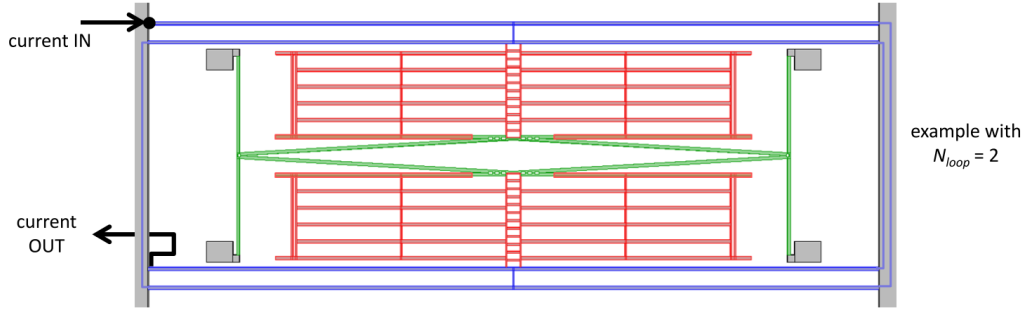 current IN
example with
N_loop = 2
current
OUT